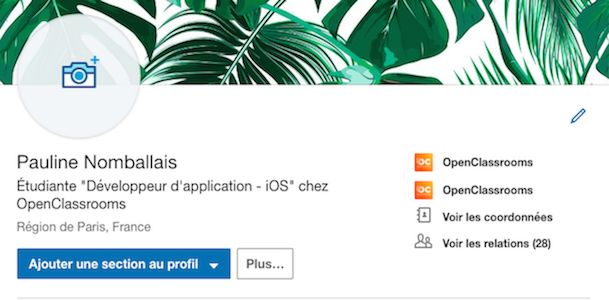 Pauline Nomballais
Étudiante "Développeur d'application - iOS" chez
OpenClassrooms
Région de Paris, France
Ajouter une section au profil
Plus...
OC OpenClassrooms
OC OpenClassrooms
Voir les coordonnées
Voir les relations (28)